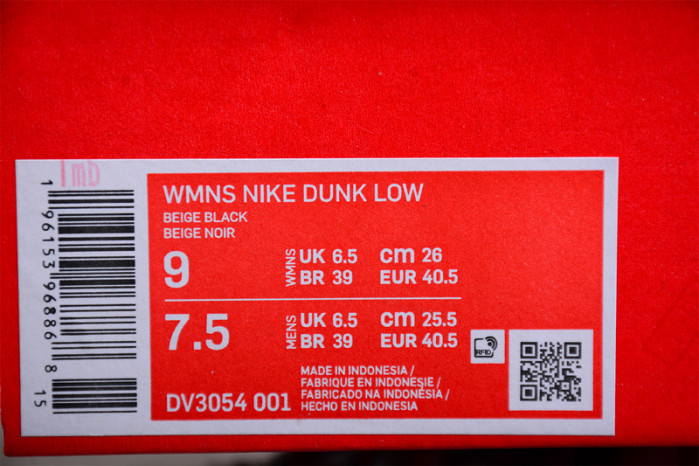 1mb
1 96153 96886 8
15
WMNS NIKE DUNK LOW
BEIGE BLACK
BEIGE NOIR
9
WMNS
UK 6.5 cm 26
BR 39 EUR 40.5
7.5
MENS
UK 6.5 cm 25.5
BR 39 EUR 40.5
RFID
MADE IN INDONESIA /
FABRIQUE EN INDONESIE /
FABRICADO NA INDONÉSIA /
HECHO EN INDONESIA
DV3054 001